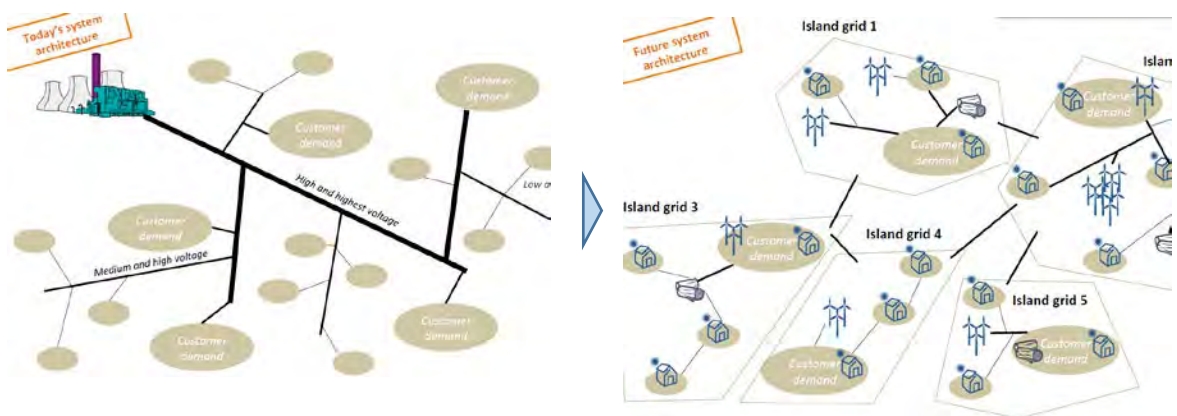 Today's system
architecture
Customer
demand
Customer
demand
High and highest voltage
Low
Customer
demand
Medium and high voltage
Customer
demand
Customer
demand
Future system
architecture
Island grid 1
Customer
demand
Islan
Customer
demand
Island grid 3
Customer
demand
Island grid 4
Customer
demand
Island grid 5
Customer
demand